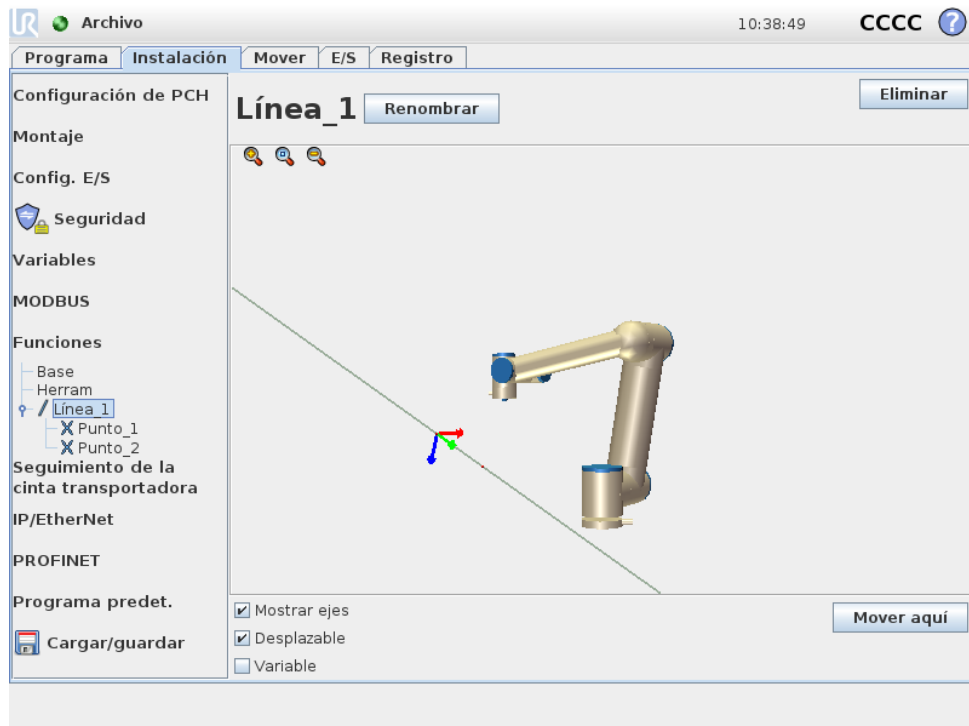 UR Archivo 10:38:49 CCCC ?
Programa Instalación Mover E/S Registro
Configuración de PCH
Montaje
Config. E/S
Seguridad
Variables
MODBUS
Funciones
Base
Herram
Línea_1
Punto_1
Punto_2
Seguimiento de la
cinta transportadora
IP/EtherNet
PROFINET
Programa predet.
Cargar/guardar
Línea_1 Renombrar Eliminar
Mostrar ejes
Desplazable
Variable
Mover aquí